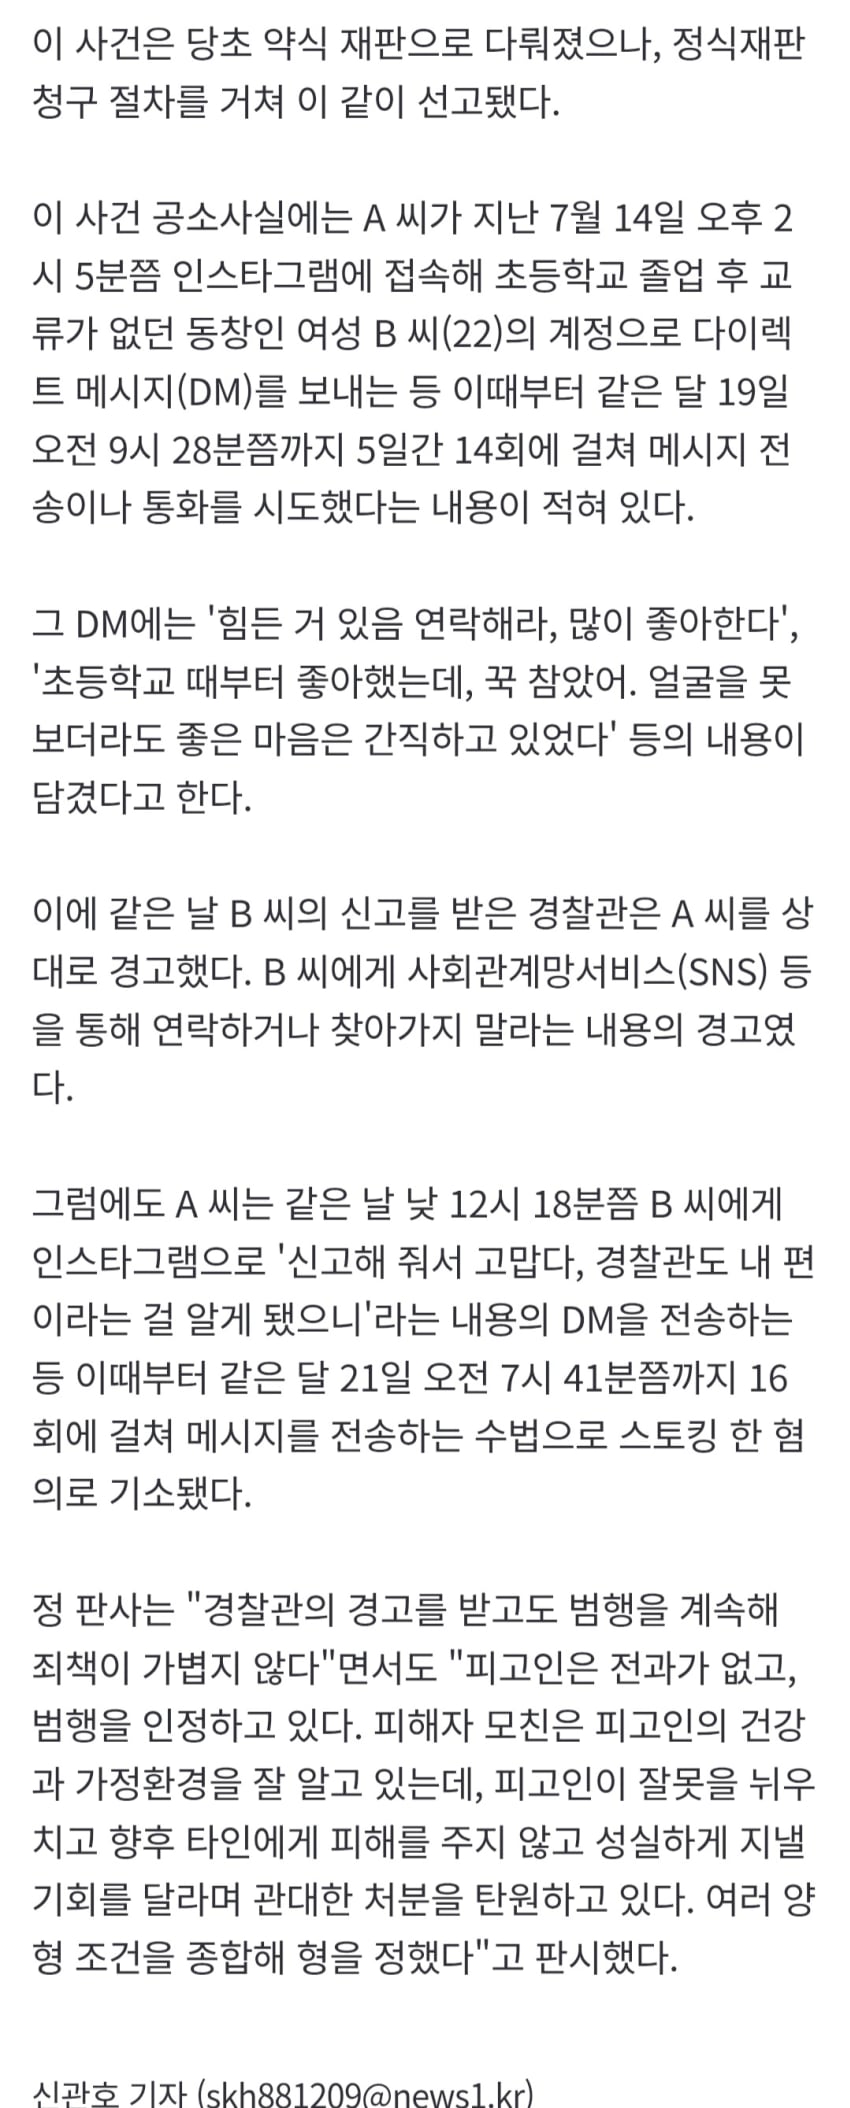 이 사건은 당초 약식 재판으로 다뤄졌으나, 정식재판
청구 절차를 거쳐 이 같이 선고됐다.
이 사건 공소사실에는 A 씨가 지난 7월 14일 오후 2
시 5분쯤 인스타그램에 접속해 초등학교 졸업 후 교
류가 없던 동창인 여성 B 씨(22)의 계정으로 다이렉
트 메시지(DM)를 보내는 등 이때부터 같은 달 19일
오전 9시 28분쯤까지 5일간 14회에 걸쳐 메시지 전
송이나 통화를 시도했다는 내용이 적혀 있다.
그 DM에는 '힘든 거 있음 연락해라, 많이 좋아한다',
'초등학교 때부터 좋아했는데, 꾹 참았어. 얼굴을 못
보더라도 좋은 마음은 간직하고 있었다' 등의 내용이
담겼다고 한다.
이에 같은 날 B 씨의 신고를 받은 경찰관은 A 씨를 상
대로 경고했다. B 씨에게 사회관계망서비스(SNS) 등
을 통해 연락하거나 찾아가지 말라는 내용의 경고였
다.
그럼에도 A 씨는 같은 날 낮 12시 18분쯤 B 씨에게
인스타그램으로 '신고해 줘서 고맙다, 경찰관도 내 편
이라는 걸 알게 됐으니'라는 내용의 DM을 전송하는
등 이때부터 같은 달 21일 오전 7시 41분쯤까지 16
회에 걸쳐 메시지를 전송하는 수법으로 스토킹 한 혐
의로 기소됐다.
정 판사는 "경찰관의 경고를 받고도 범행을 계속해
죄책이 가볍지 않다"면서도 "피고인은 전과가 없고,
범행을 인정하고 있다. 피해자 모친은 피고인의 건강
과 가정환경을 잘 알고 있는데, 피고인이 잘못을 뉘우
치고 향후 타인에게 피해를 주지 않고 성실하게 지낼
기회를 달라며 관대한 처분을 탄원하고 있다. 여러 양
형 조건을 종합해 형을 정했다"고 판시했다.
신관호 기자 (skh881209@news1.kr)